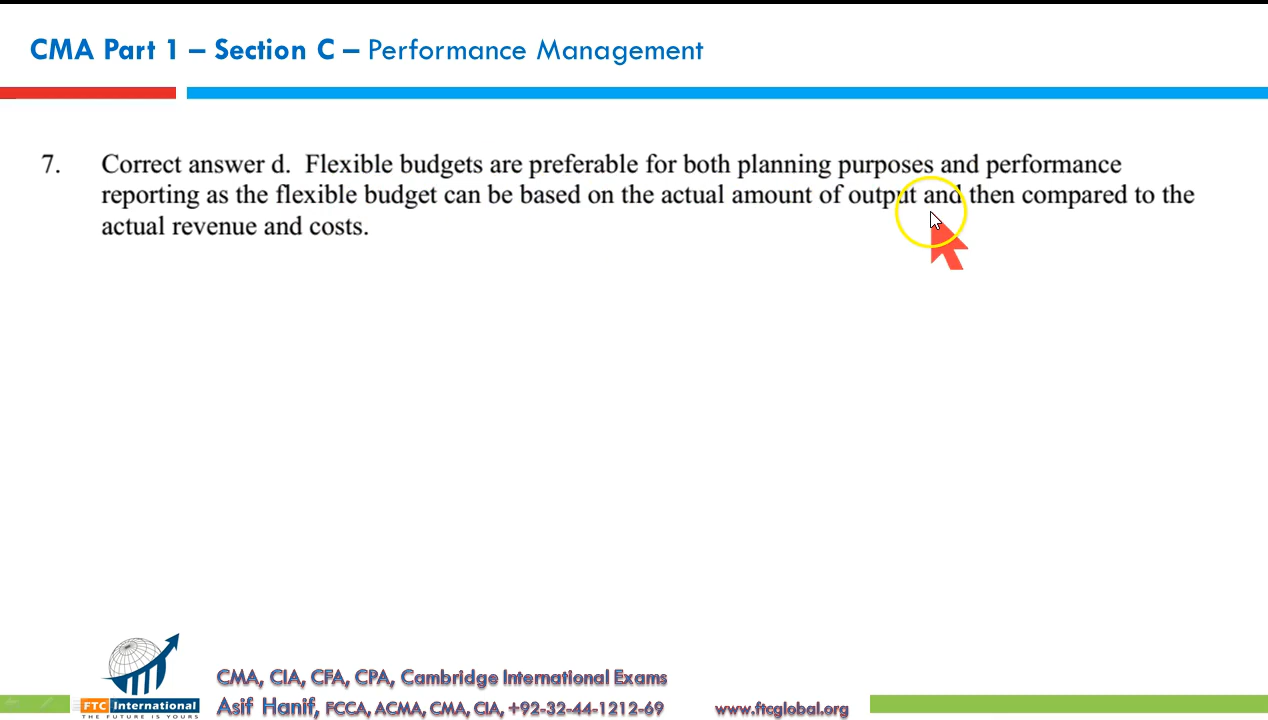 CMA Part 1 – Section C – Performance Management
7. Correct answer d. Flexible budgets are preferable for both planning purposes and performance
reporting as the flexible budget can be based on the actual amount of output and then compared to the
actual revenue and costs.
CMA, CIA, CFA, CPA, Cambridge International Exams
FTC International
THE FUTURE IS YOURS
Asif Hanif, FCCA, ACMA, CMA, CIA, +92-32-44-1212-69 www.ftcglobal.org